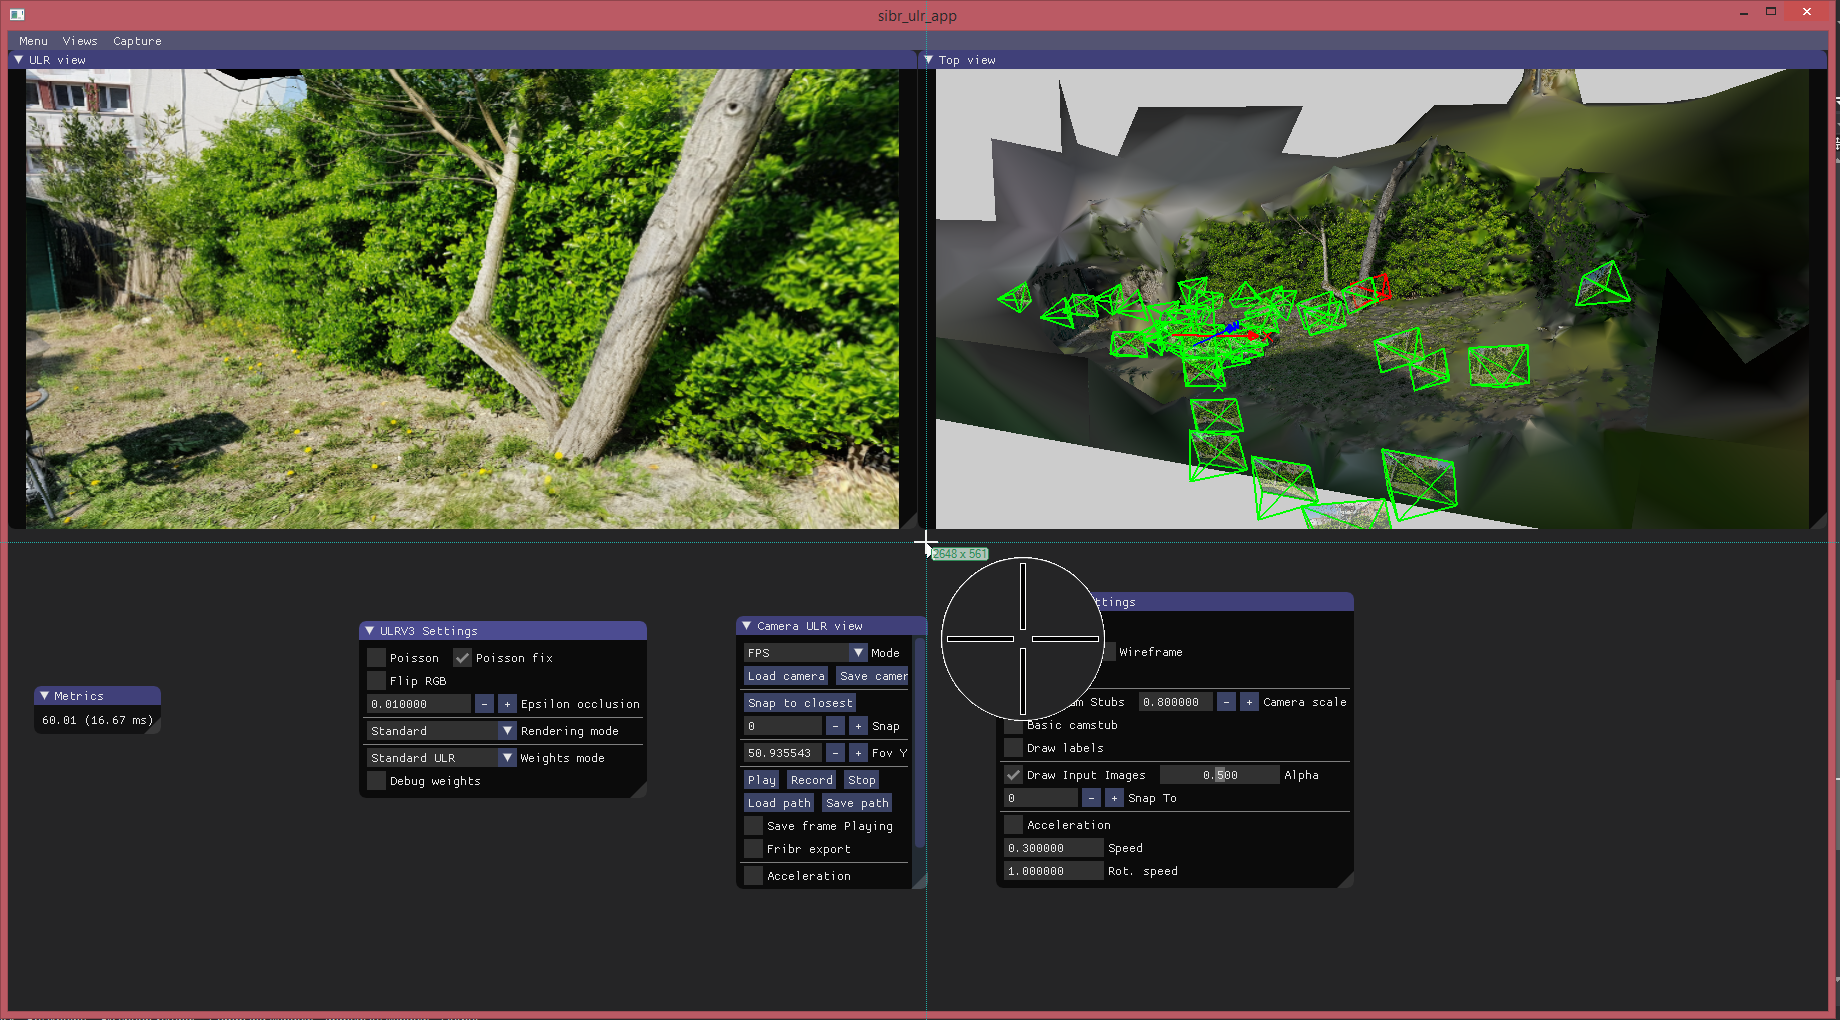 sibr_ulr_app
Menu Views Capture
ULR view
Top view
2648 x 561
Metrics
60.01 (16.67 ms)
ULRV3 Settings
Poisson Poisson fix
Flip RGB
0.010000 - + Epsilon occlusion
Standard Rendering mode
Standard ULR Weights mode
Debug weights
Camera ULR view
FPS Mode
Load camera Save camer
Snap to closest
0 - + Snap
50.935543 - + Fov Y
Play Record Stop
Load path Save path
Save frame Playing
Fribr export
Acceleration
ttings
Wireframe
m Stubs 0.800000 - + Camera scale
Basic camstub
Draw labels
Draw Input Images 0.500 Alpha
0 - + Snap To
Acceleration
0.300000 Speed
1.000000 Rot. speed